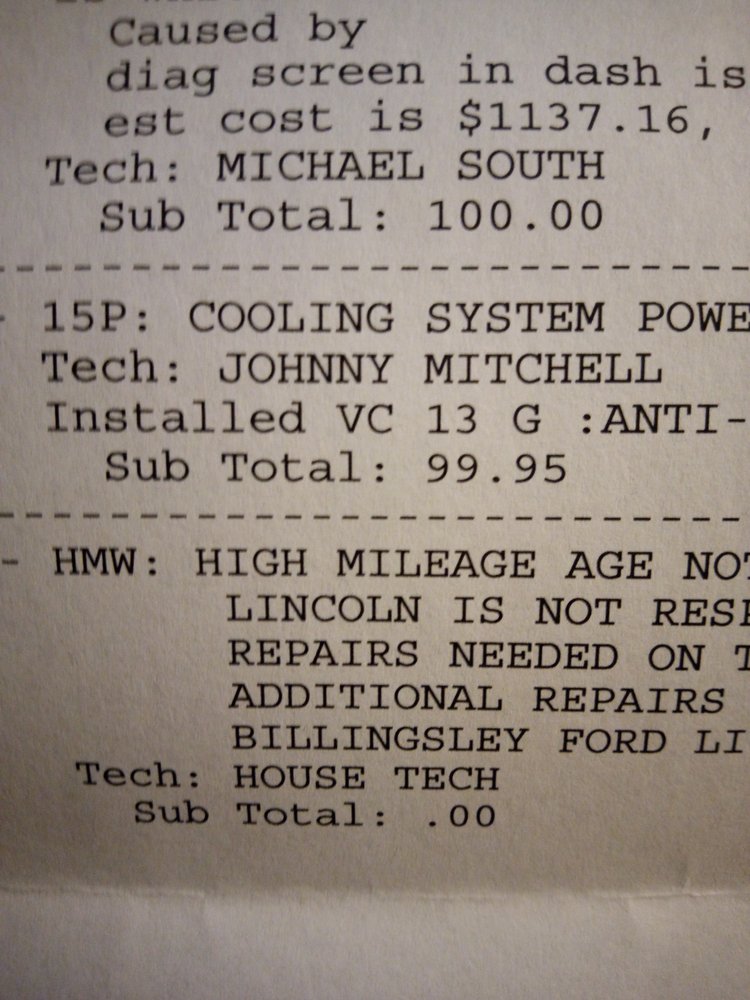 Caused by
diag screen in dash is
est cost is $1137.16,
Tech: MICHAEL SOUTH
Sub Total: 100.00
- 15P: COOLING SYSTEM POWE
Tech: JOHNNY MITCHELL
Installed VC 13 G :ANTI-
Sub Total: 99.95
- HMW: HIGH MILEAGE AGE NOT
LINCOLN IS NOT RESP
REPAIRS NEEDED ON T
ADDITIONAL REPAIRS
BILLINGSLEY FORD LI
Tech: HOUSE TECH
Sub Total: .00